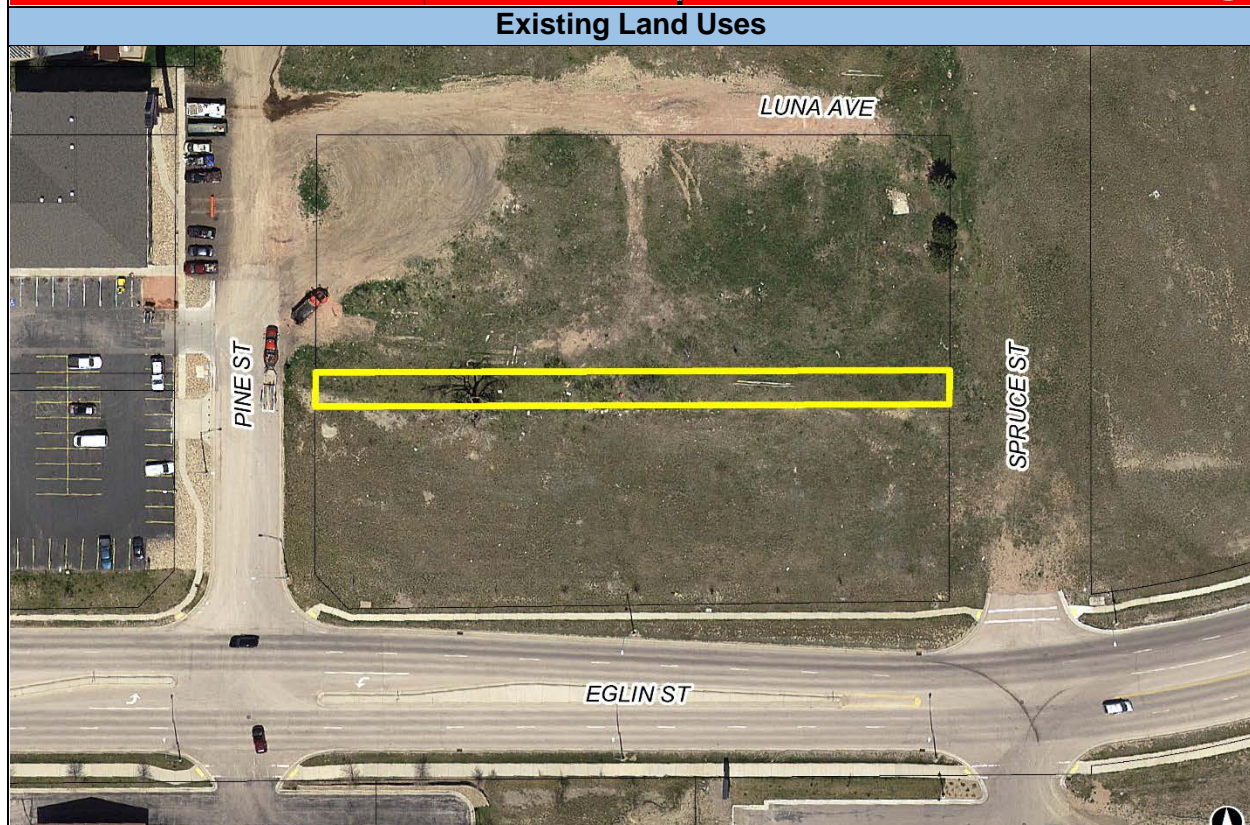 Existing Land Uses
LUNA AVE
PINE ST
SPRUCE ST
EGLIN ST